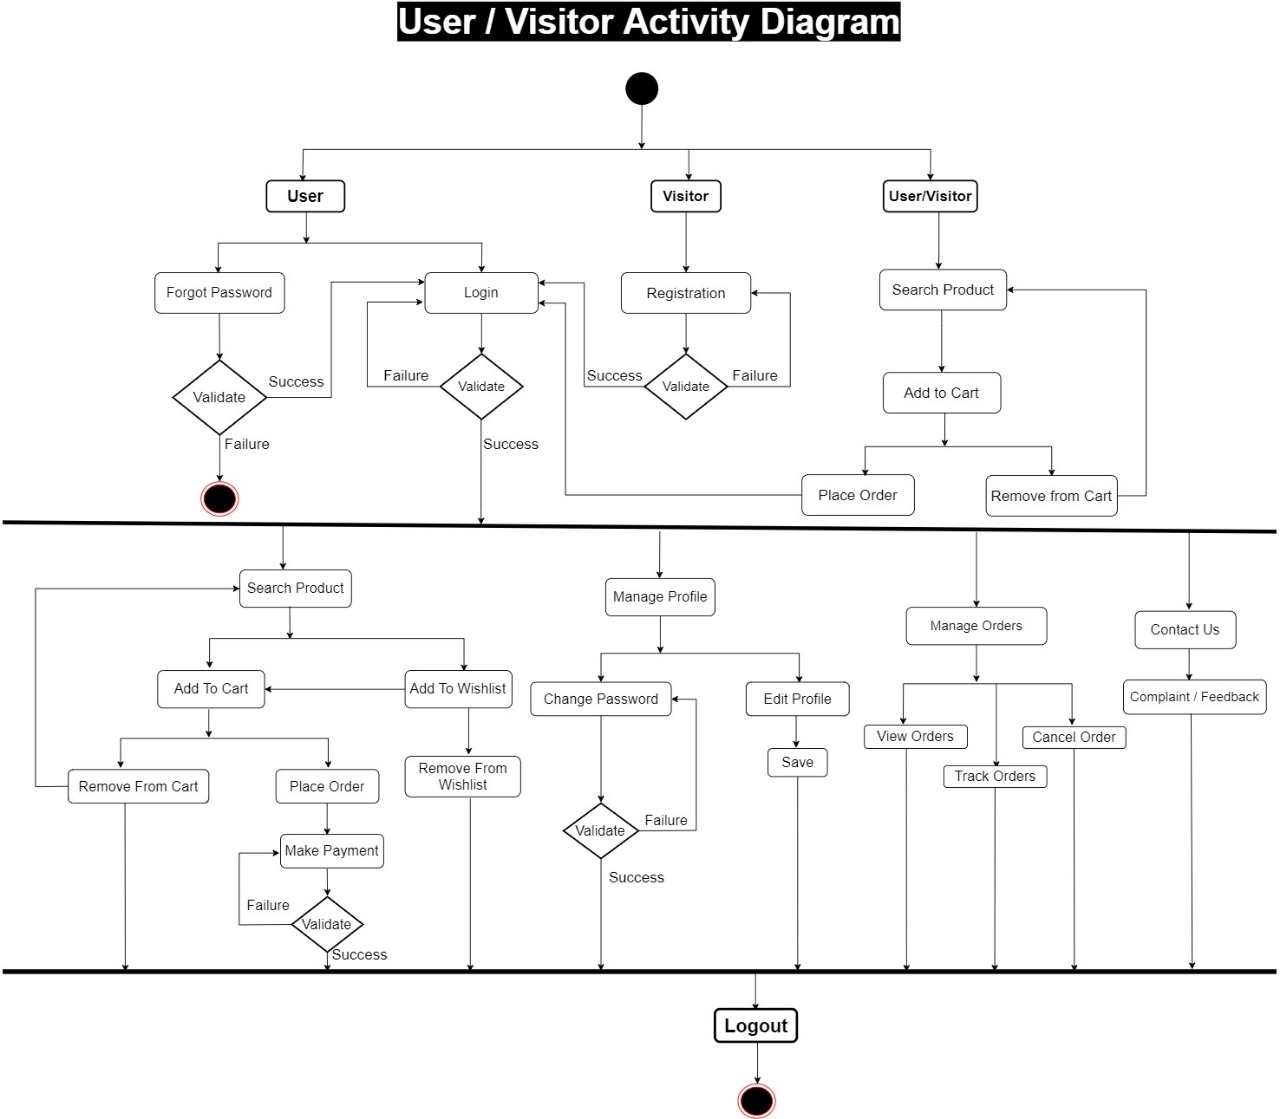 User / Visitor Activity Diagram
User
Visitor
User/Visitor
Forgot Password
Login
Registration
Search Product
Validate
Success
Failure
Validate
Success
Validate
Failure
Add to Cart
Failure
Success
Place Order
Remove from Cart
Search Product
Manage Profile
Manage Orders
Contact Us
Add To Cart
Add To Wishlist
Change Password
Edit Profile
View Orders
Cancel Order
Complaint / Feedback
Remove From Cart
Place Order
Remove From
Wishlist
Save
Track Orders
Make Payment
Validate
Failure
Success
Failure
Validate
Success
Logout